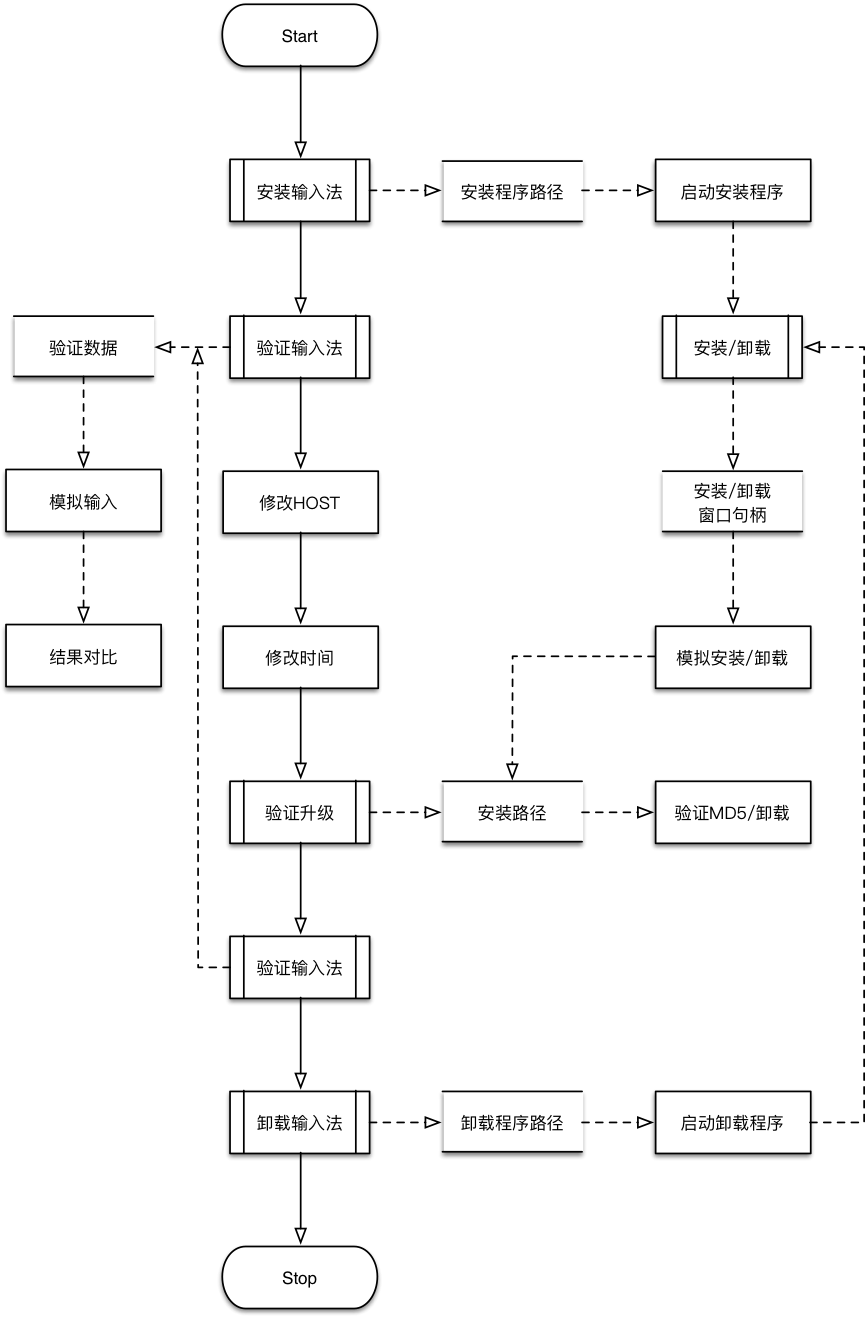 Start
安装输入法
安装程序路径
启动安装程序
验证数据
验证输入法
安装/卸载
模拟输入
修改HOST
安装/卸载
窗口句柄
结果对比
修改时间
模拟安装/卸载
验证升级
安装路径
验证MD5/卸载
验证输入法
卸载输入法
卸载程序路径
启动卸载程序
Stop